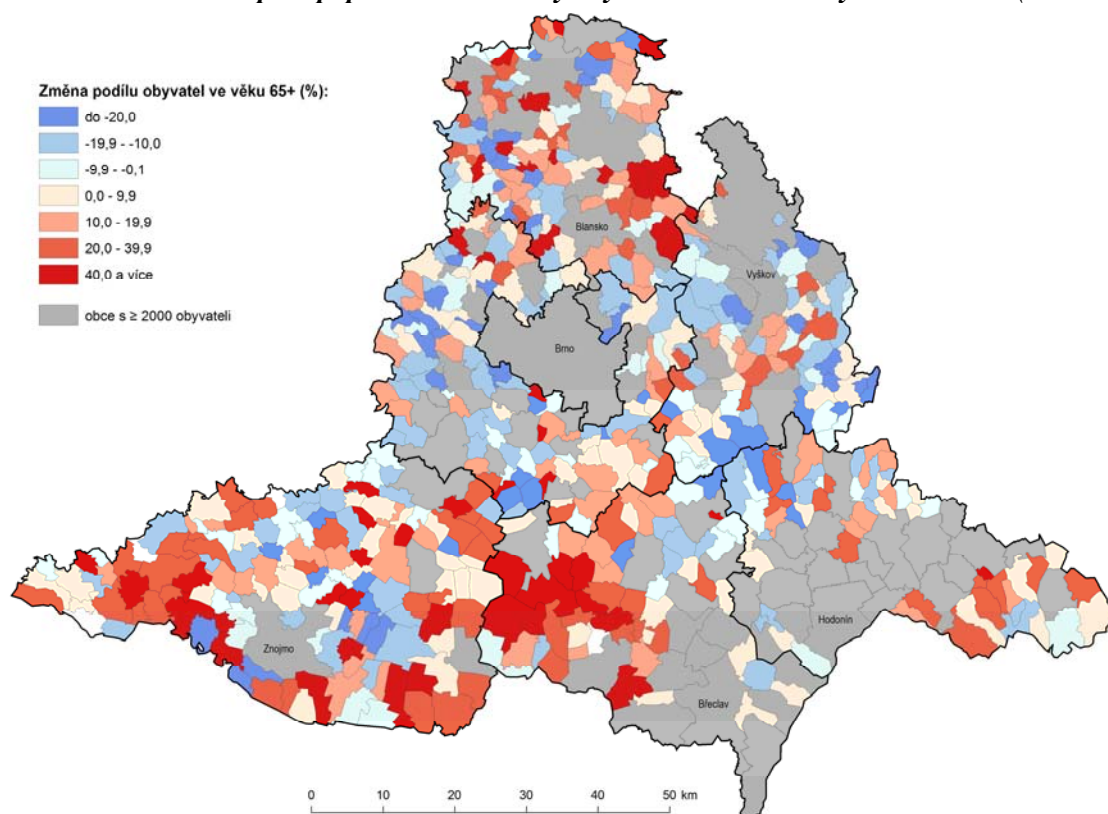 Změna podílu obyvatel ve věku 65+ (%):
do -20,0
-19,9 - -10,0
-9,9 - -0,1
0,0 - 9,9
10,0 - 19,9
20,0 - 39,9
40,0 a více
obce s ≥ 2000 obyvateli
Blansko
Vyškov
Brno
Hodonín
Znojmo
Břeclav
0 10 20 30 40 50 km